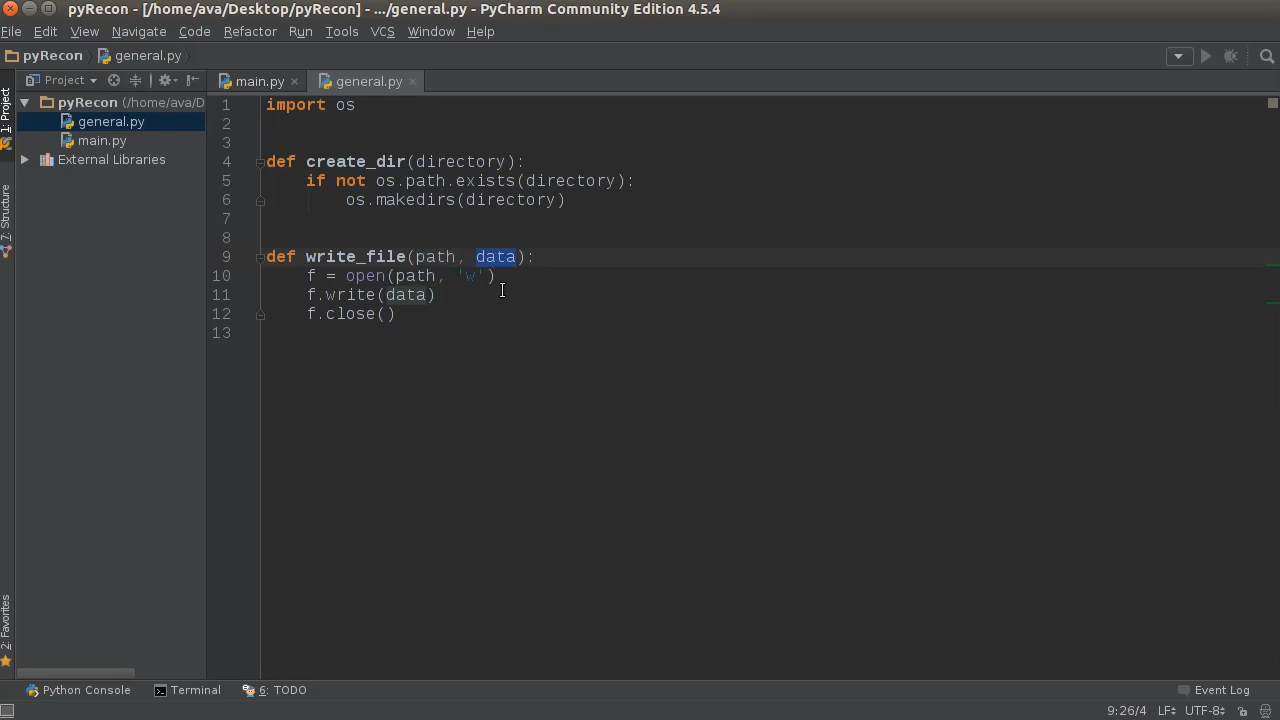 pyRecon - [/home/ava/Desktop/pyRecon] - .../general.py - PyCharm Community Edition 4.5.4
File Edit View Navigate Code Refactor Run Tools VCS Window Help
pyRecon general.py
Project main.py general.py
1: Project
7: Structure
2: Favorites
pyRecon (/home/ava/D
general.py
main.py
External Libraries
1 import os
2
3
4 def create_dir(directory):
5     if not os.path.exists(directory):
6         os.makedirs(directory)
7
8
9 def write_file(path, data):
10     f = open(path, 'w')
11     f.write(data)
12     f.close()
13
Python Console Terminal 6: TODO Event Log
9:26/4 LF UTF-8